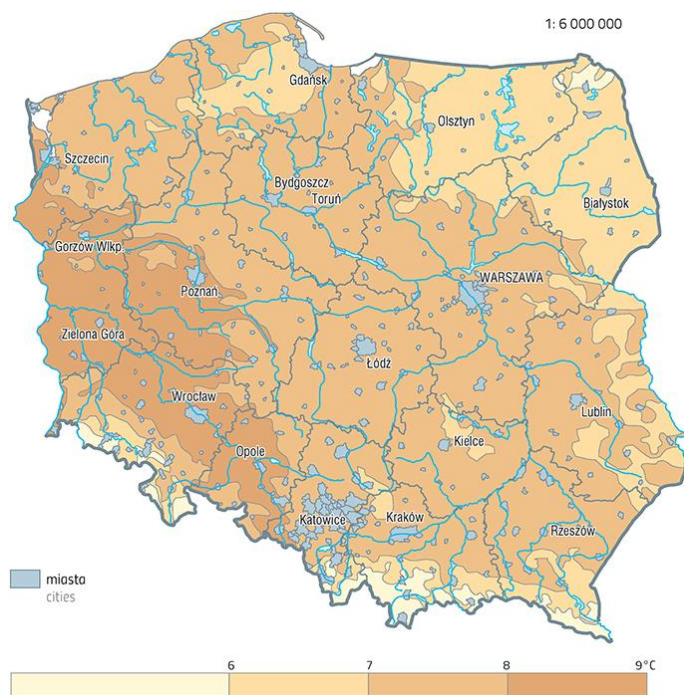 1: 6 000 000
Gdańsk
Olsztyn
Szczecin
Bydgoszcz
Toruń
Białystok
Gorzów Wlkp.
Poznań
WARSZAWA
Zielona Góra
Łódź
Wrocław
Lublin
Opole
Kielce
Katowice
Kraków
Rzeszów
miasta
cities
6 7 8 9°C